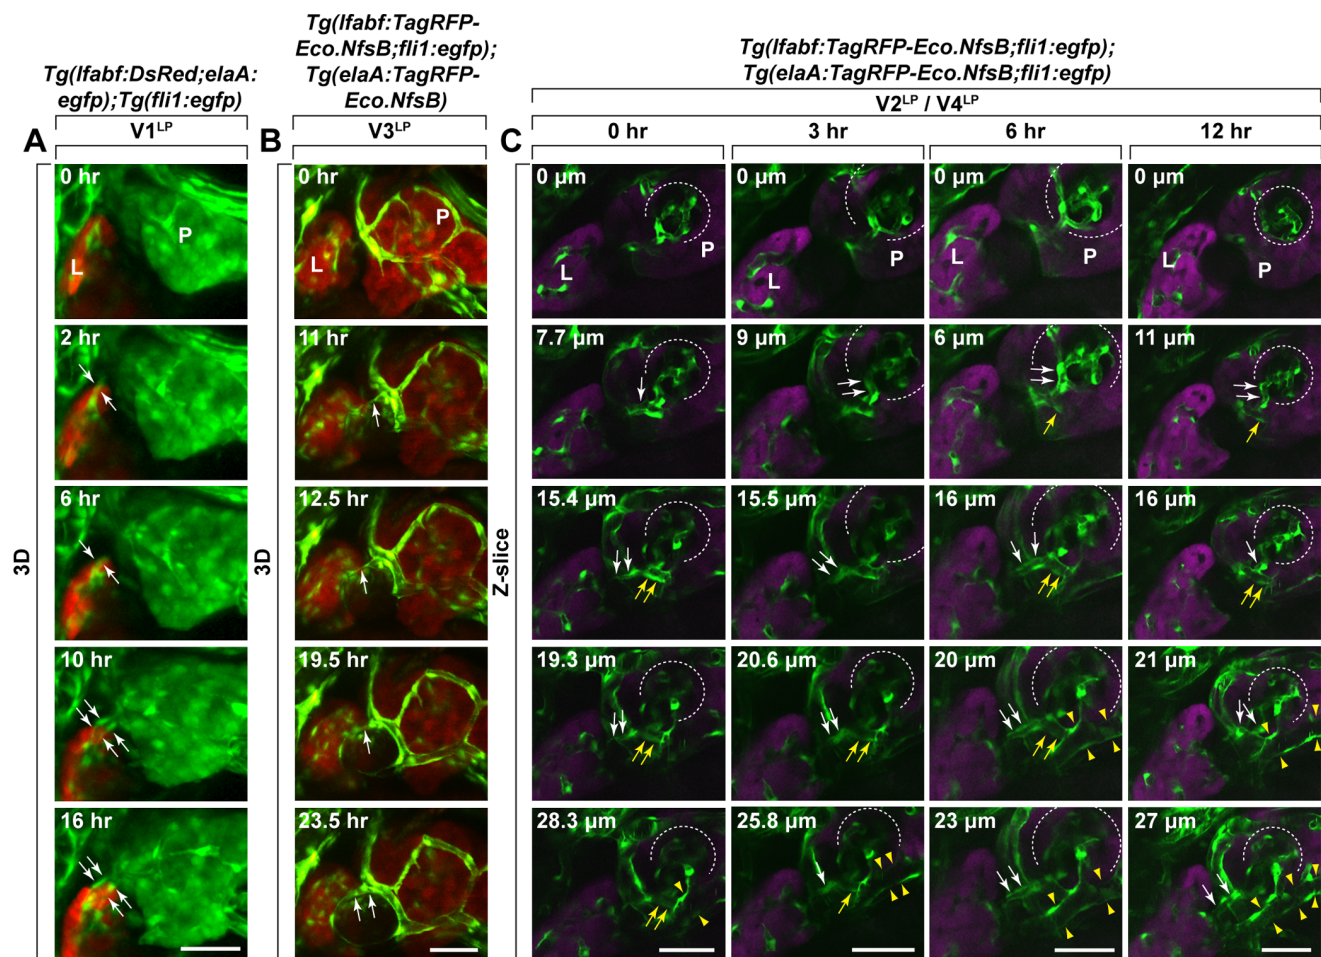 Tg(lfabf:DsRed;elaA:
egfp);Tg(fli1:egfp)
Tg(lfabf:TagRFP-
Eco.NfsB;fli1:egfp);
Tg(elaA:TagRFP-
Eco.NfsB)
Tg(lfabf:TagRFP-Eco.NfsB;fli1:egfp);
Tg(elaA:TagRFP-Eco.NfsB;fli1:egfp)
A
V1LP
B
V3LP
C
V2LP / V4LP
0 hr
3 hr
6 hr
12 hr
3D
0 hr
L
P
2 hr
6 hr
10 hr
16 hr
3D
0 hr
L
P
11 hr
12.5 hr
19.5 hr
23.5 hr
Z-slice
0 µm
L
P
0 µm
L
P
0 µm
L
P
0 µm
L
P
7.7 µm
9 µm
6 µm
11 µm
15.4 µm
15.5 µm
16 µm
16 µm
19.3 µm
20.6 µm
20 µm
21 µm
28.3 µm
25.8 µm
23 µm
27 µm